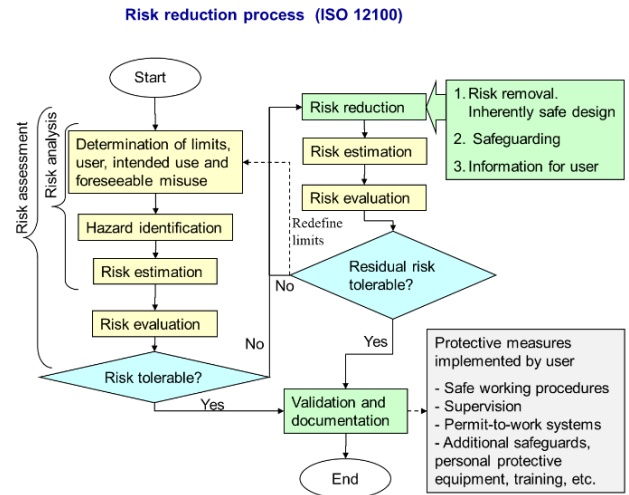 Risk reduction process (ISO 12100)
Start
Risk assessment
Risk analysis
Determination of limits,
user, intended use and
foreseeable misuse
Hazard identification
Risk estimation
Risk evaluation
Risk tolerable?
No
Yes
Risk reduction
1. Risk removal.
Inherently safe design
2. Safeguarding
3. Information for user
Risk estimation
Risk evaluation
Redefine
limits
Residual risk
tolerable?
No
Yes
Validation and
documentation
End
Protective measures
implemented by user
- Safe working procedures
- Supervision
- Permit-to-work systems
- Additional safeguards,
personal protective
equipment, training, etc.